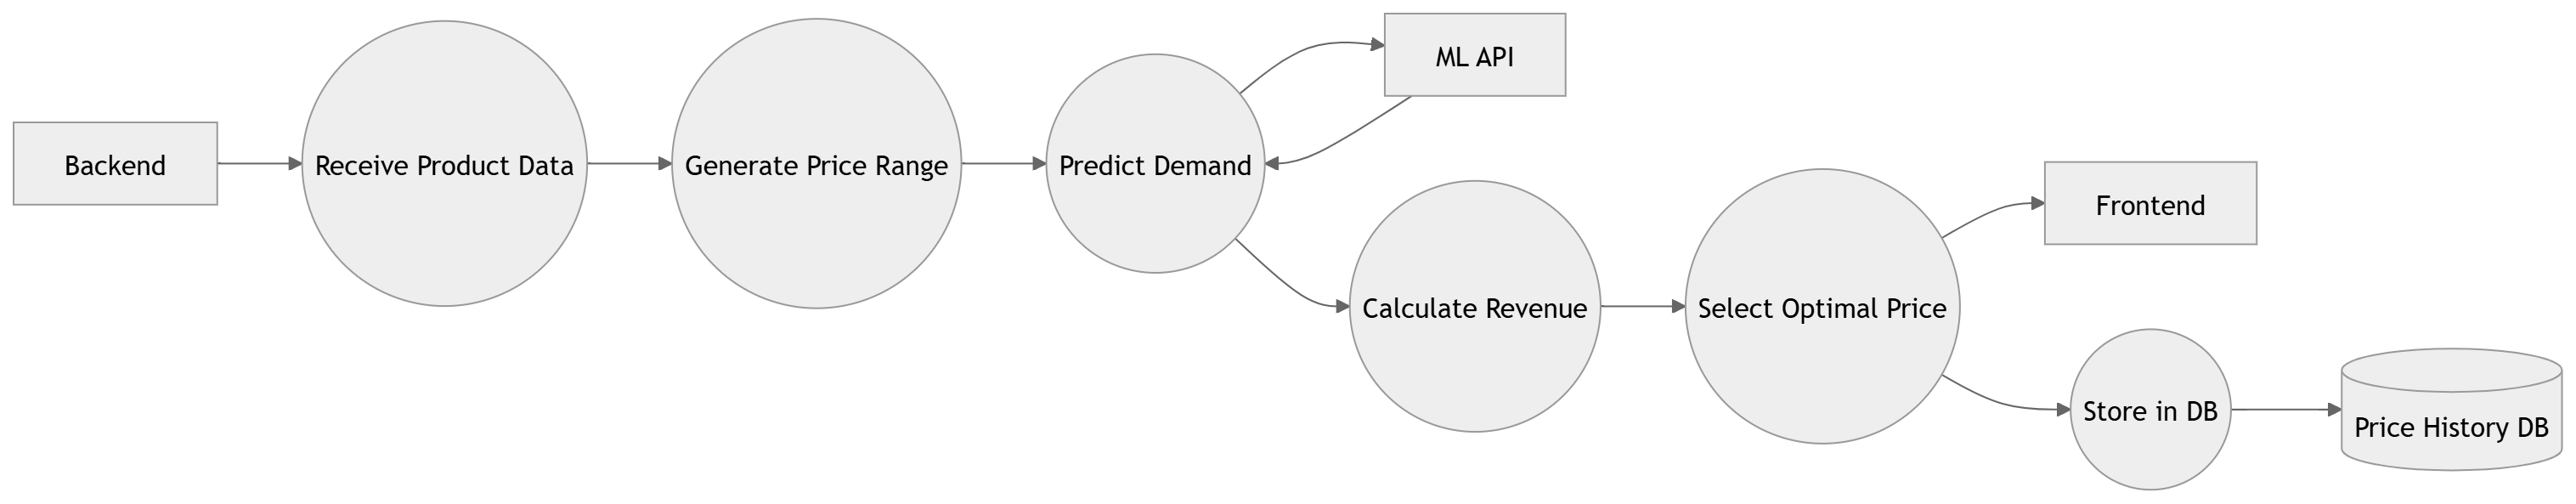 Backend
Receive Product Data
Generate Price Range
Predict Demand
ML API
Calculate Revenue
Select Optimal Price
Frontend
Store in DB
Price History DB